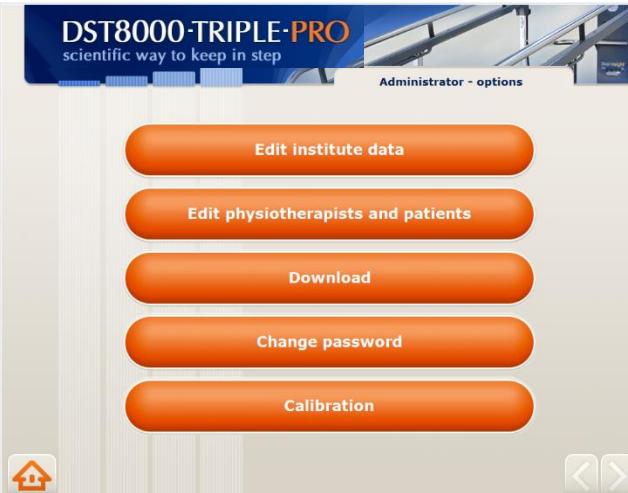 DST8000-TRIPLE-PRO
scientific way to keep in step
Administrator - options
Edit institute data
Edit physiotherapists and patients
Download
Change password
Calibration